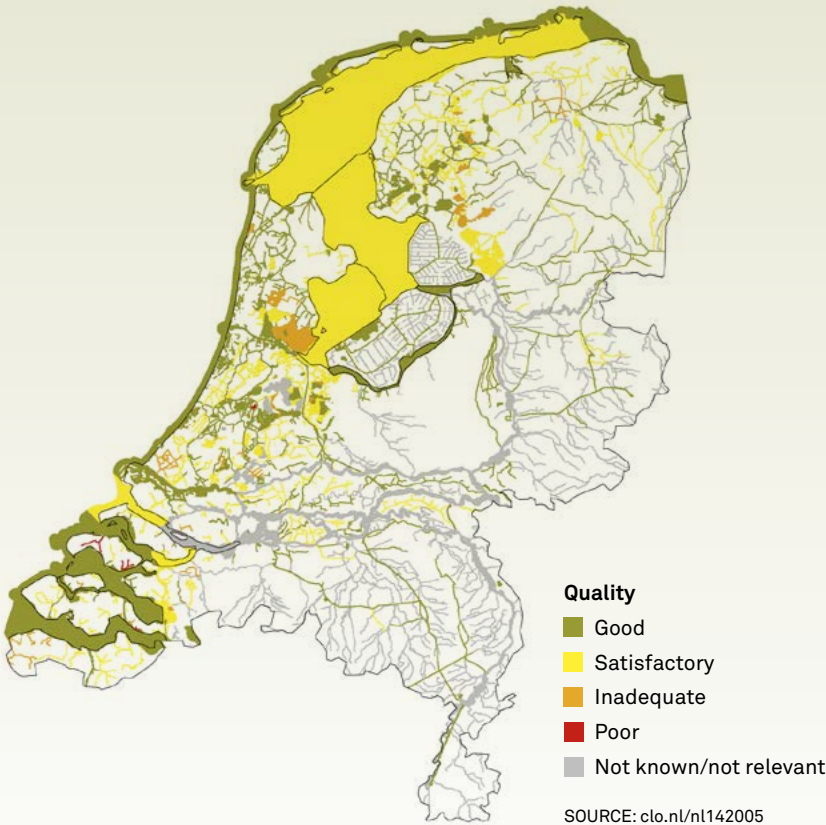 Quality
Good
Satisfactory
Inadequate
Poor
Not known/not relevant
SOURCE: clo.nl/nl142005